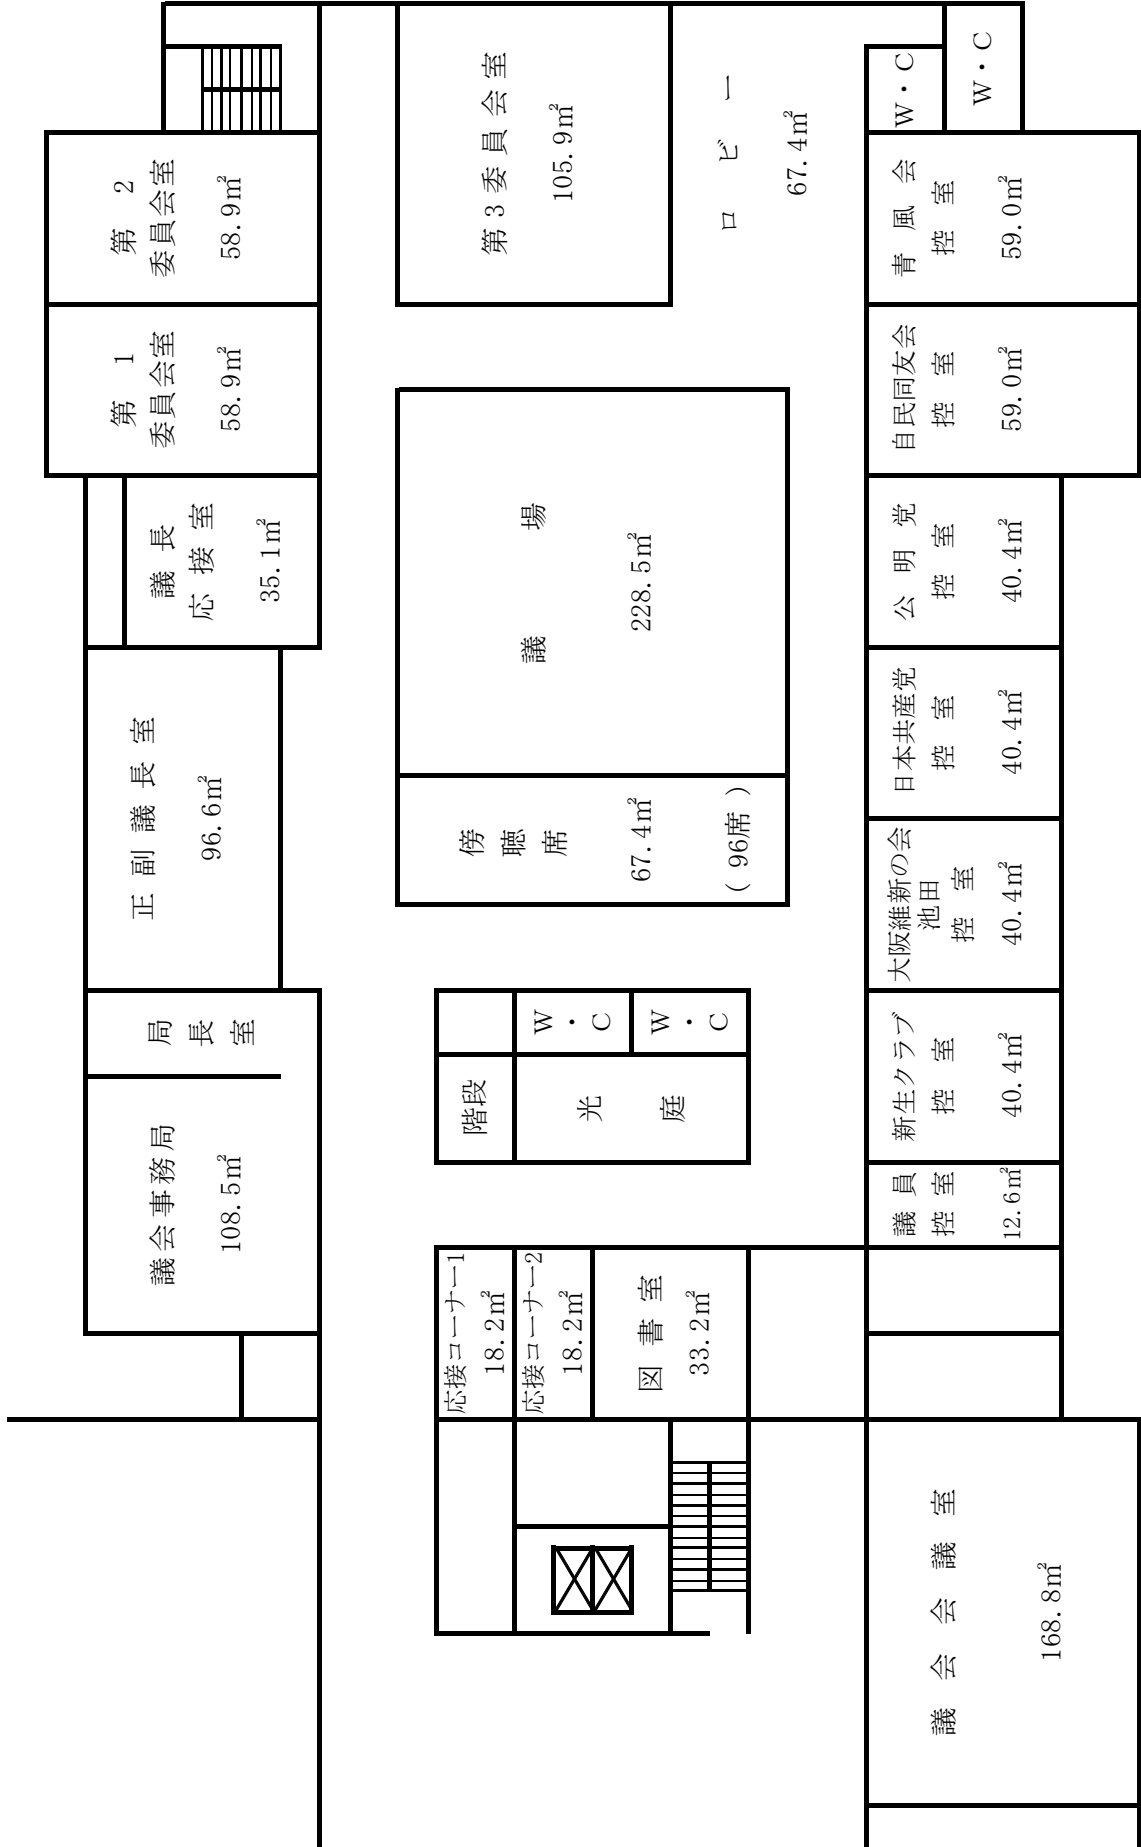 議会事務局
108.5㎡
局長室
正副議長室
96.6㎡
議長
応接室
35.1㎡
第 1
委員会室
58.9㎡
第 2
委員会室
58.9㎡
応接コーナー1
18.2㎡
応接コーナー2
18.2㎡
図書室
33.2㎡
階段
光庭
W・C
W・C
傍聴席
67.4㎡
(96席)
議場
228.5㎡
第3委員会室
105.9㎡
ロビー
67.4㎡
議会会議室
168.8㎡
議員
控室
12.6㎡
新生クラブ
控室
40.4㎡
大阪維新の会
池田
控室
40.4㎡
日本共産党
控室
40.4㎡
公明党
控室
40.4㎡
自民同友会
控室
59.0㎡
青風会
控室
59.0㎡
W・C
W・C